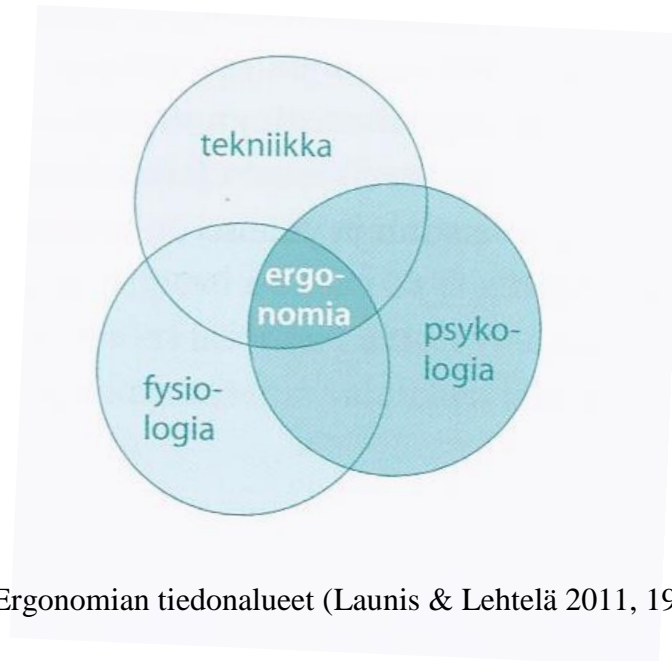 tekniikka
ergo-
nomia
psyko-
logia
fysio-
logia
Ergonomian tiedonalueet (Launis & Lehtelä 2011, 19